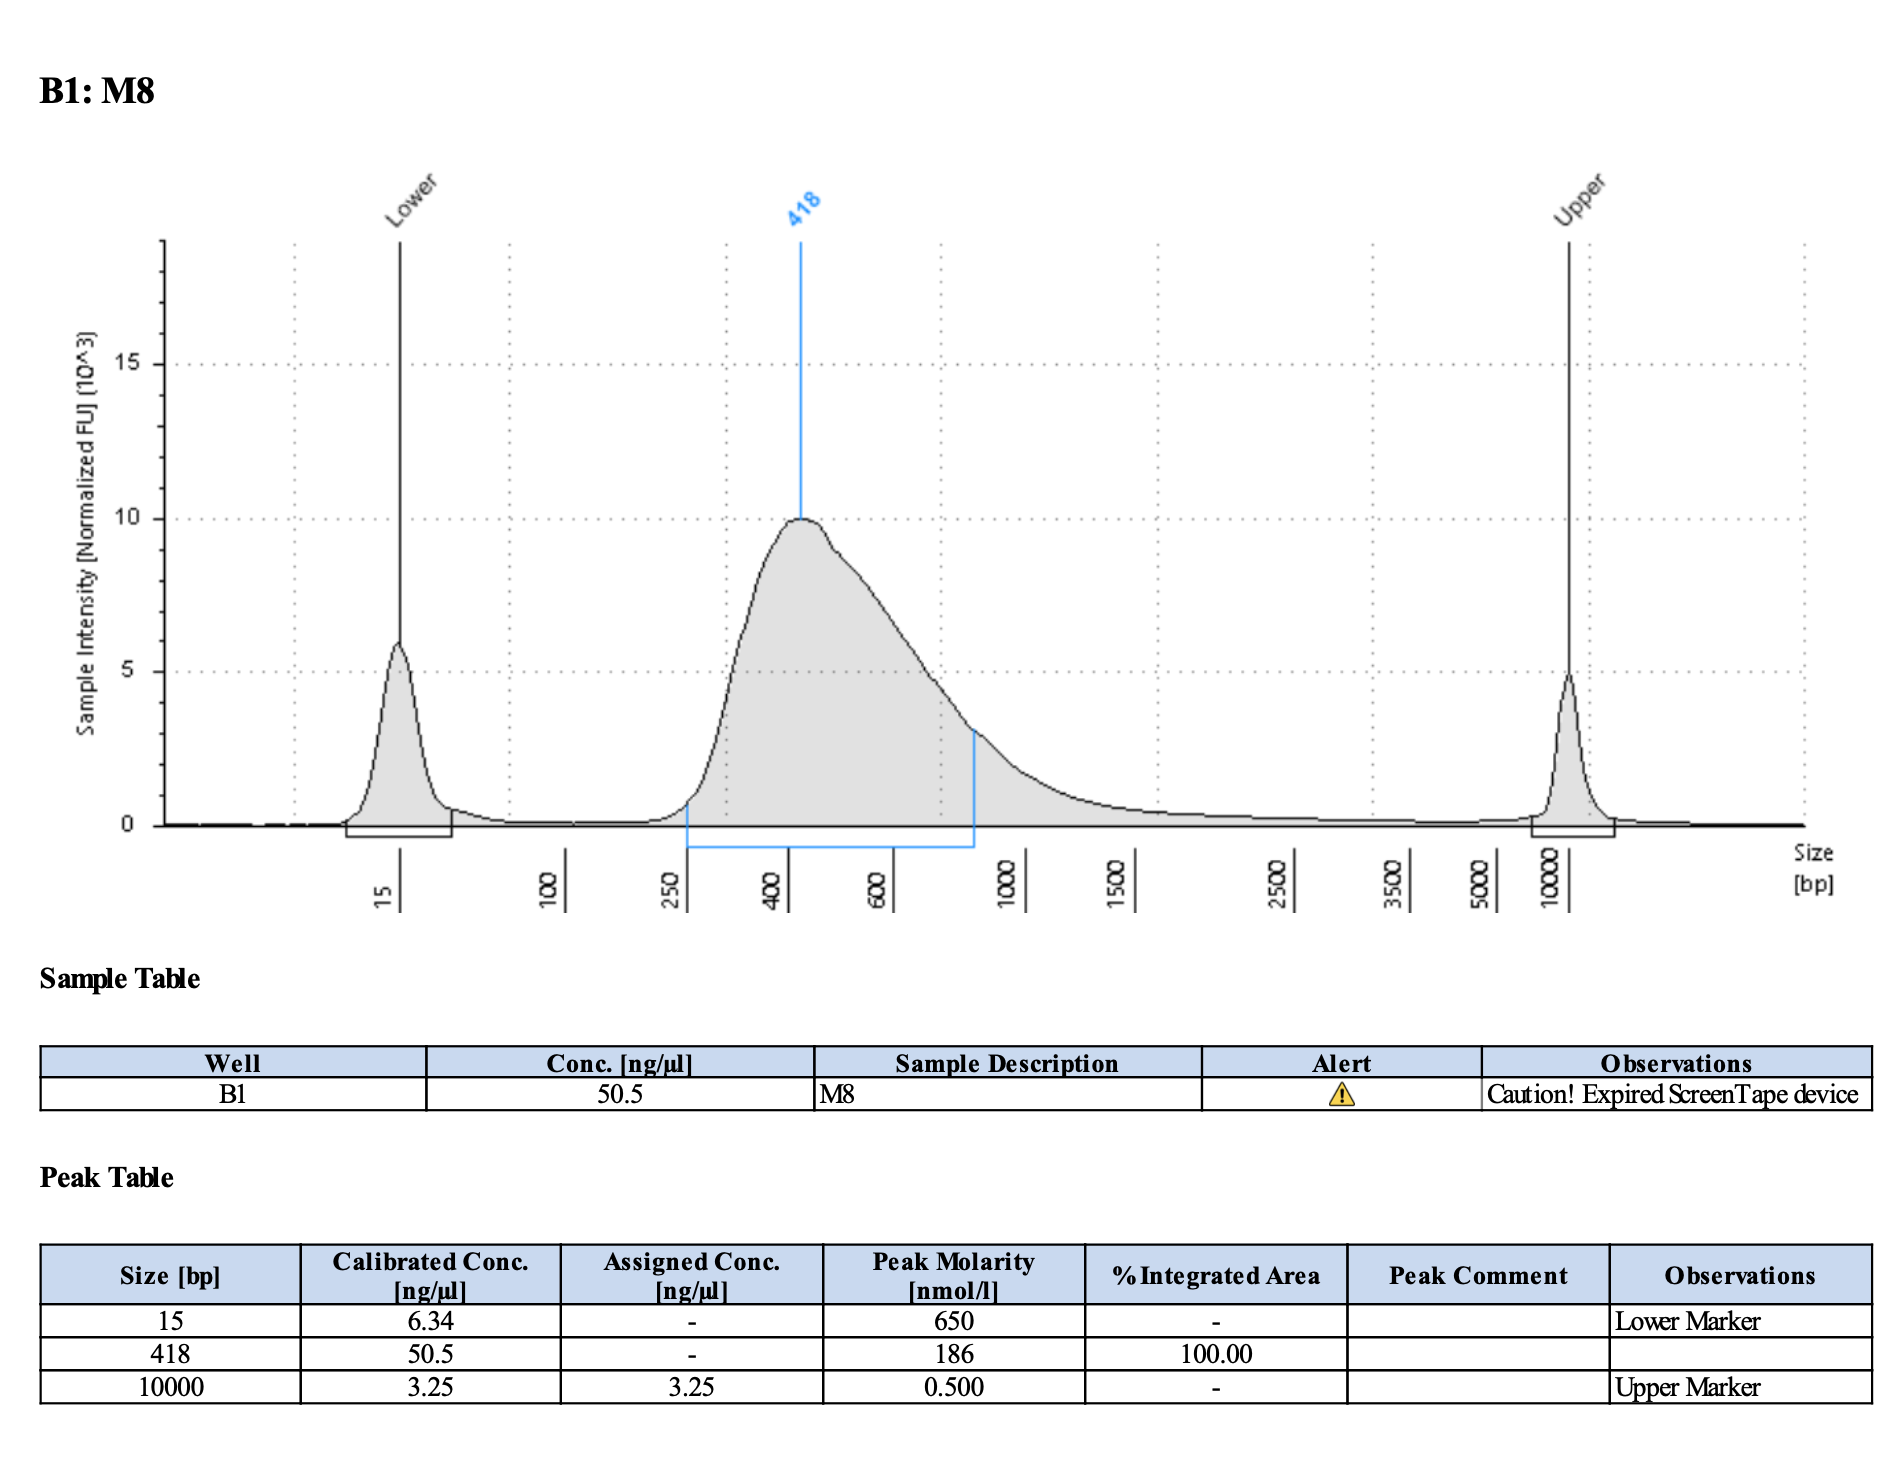 B1: M8
Lower
418
Upper
Sample Intensity [Normalized FU] (10^3)
15
10
5
0
15
100
250
400
600
1000
1500
2500
3500
5000
10000
Size
[bp]
Sample Table
Well Conc. [ng/µl] Sample Description Alert Observations
B1 50.5 M8 Caution! Expired ScreenTape device
Peak Table
Size [bp] Calibrated Conc. [ng/µl] Assigned Conc. [ng/µl] Peak Molarity [nmol/l] % Integrated Area Peak Comment Observations
15 6.34 - 650 - Lower Marker
418 50.5 - 186 100.00
10000 3.25 3.25 0.500 - Upper Marker